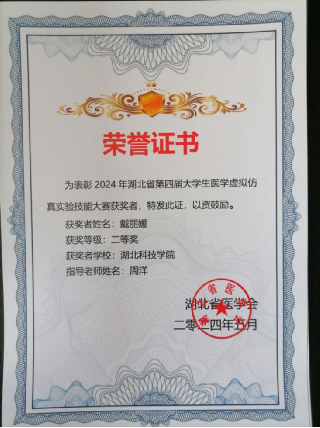 荣誉证书
为表彰2024年湖北省第四届大学生医学虚拟仿
真实验技能大赛获奖者，特发此证，以资鼓励。
获奖者姓名：戴丽媛
获奖等级：二等奖
获奖者学校：湖北科技学院
指导老师姓名：周洋
湖北省医学会
二零二四年五月